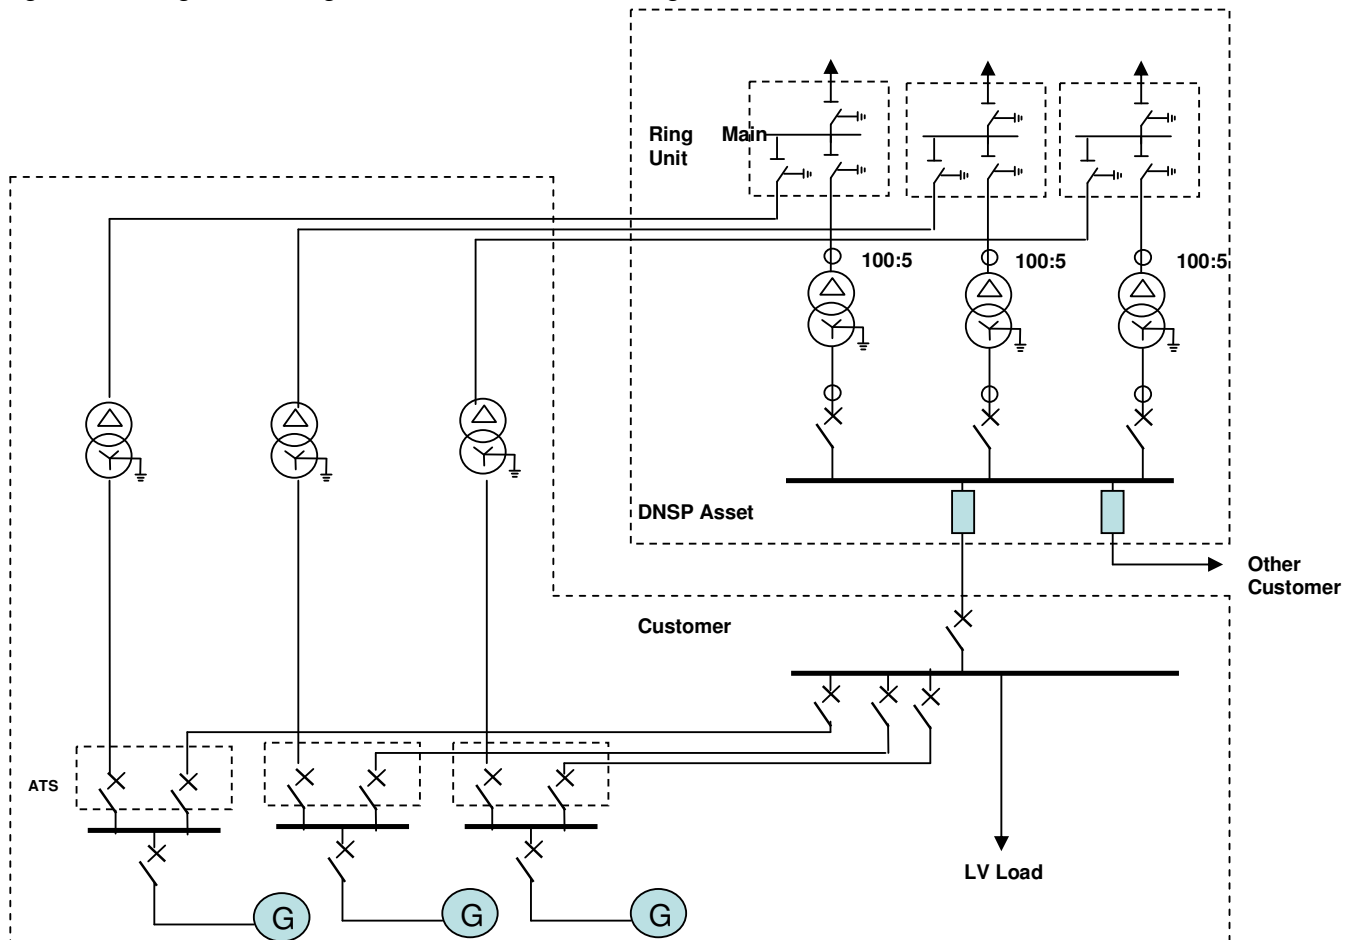 Ring Main
Unit
100:5
100:5
100:5
DNSP Asset
Other
Customer
Customer
ATS
LV Load
G
G
G